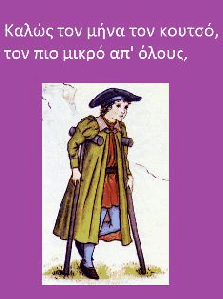 Καλώς τον μήνα τον κουτσό,
τον πιο μικρό απ' όλους,